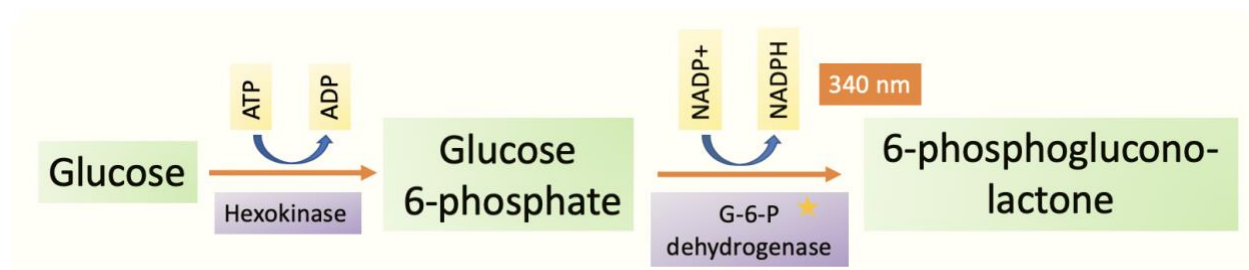 Glucose
ATP
ADP
Hexokinase
Glucose
6-phosphate
NADP+
NADPH
340 nm
G-6-P
dehydrogenase
6-phosphoglucono-
lactone